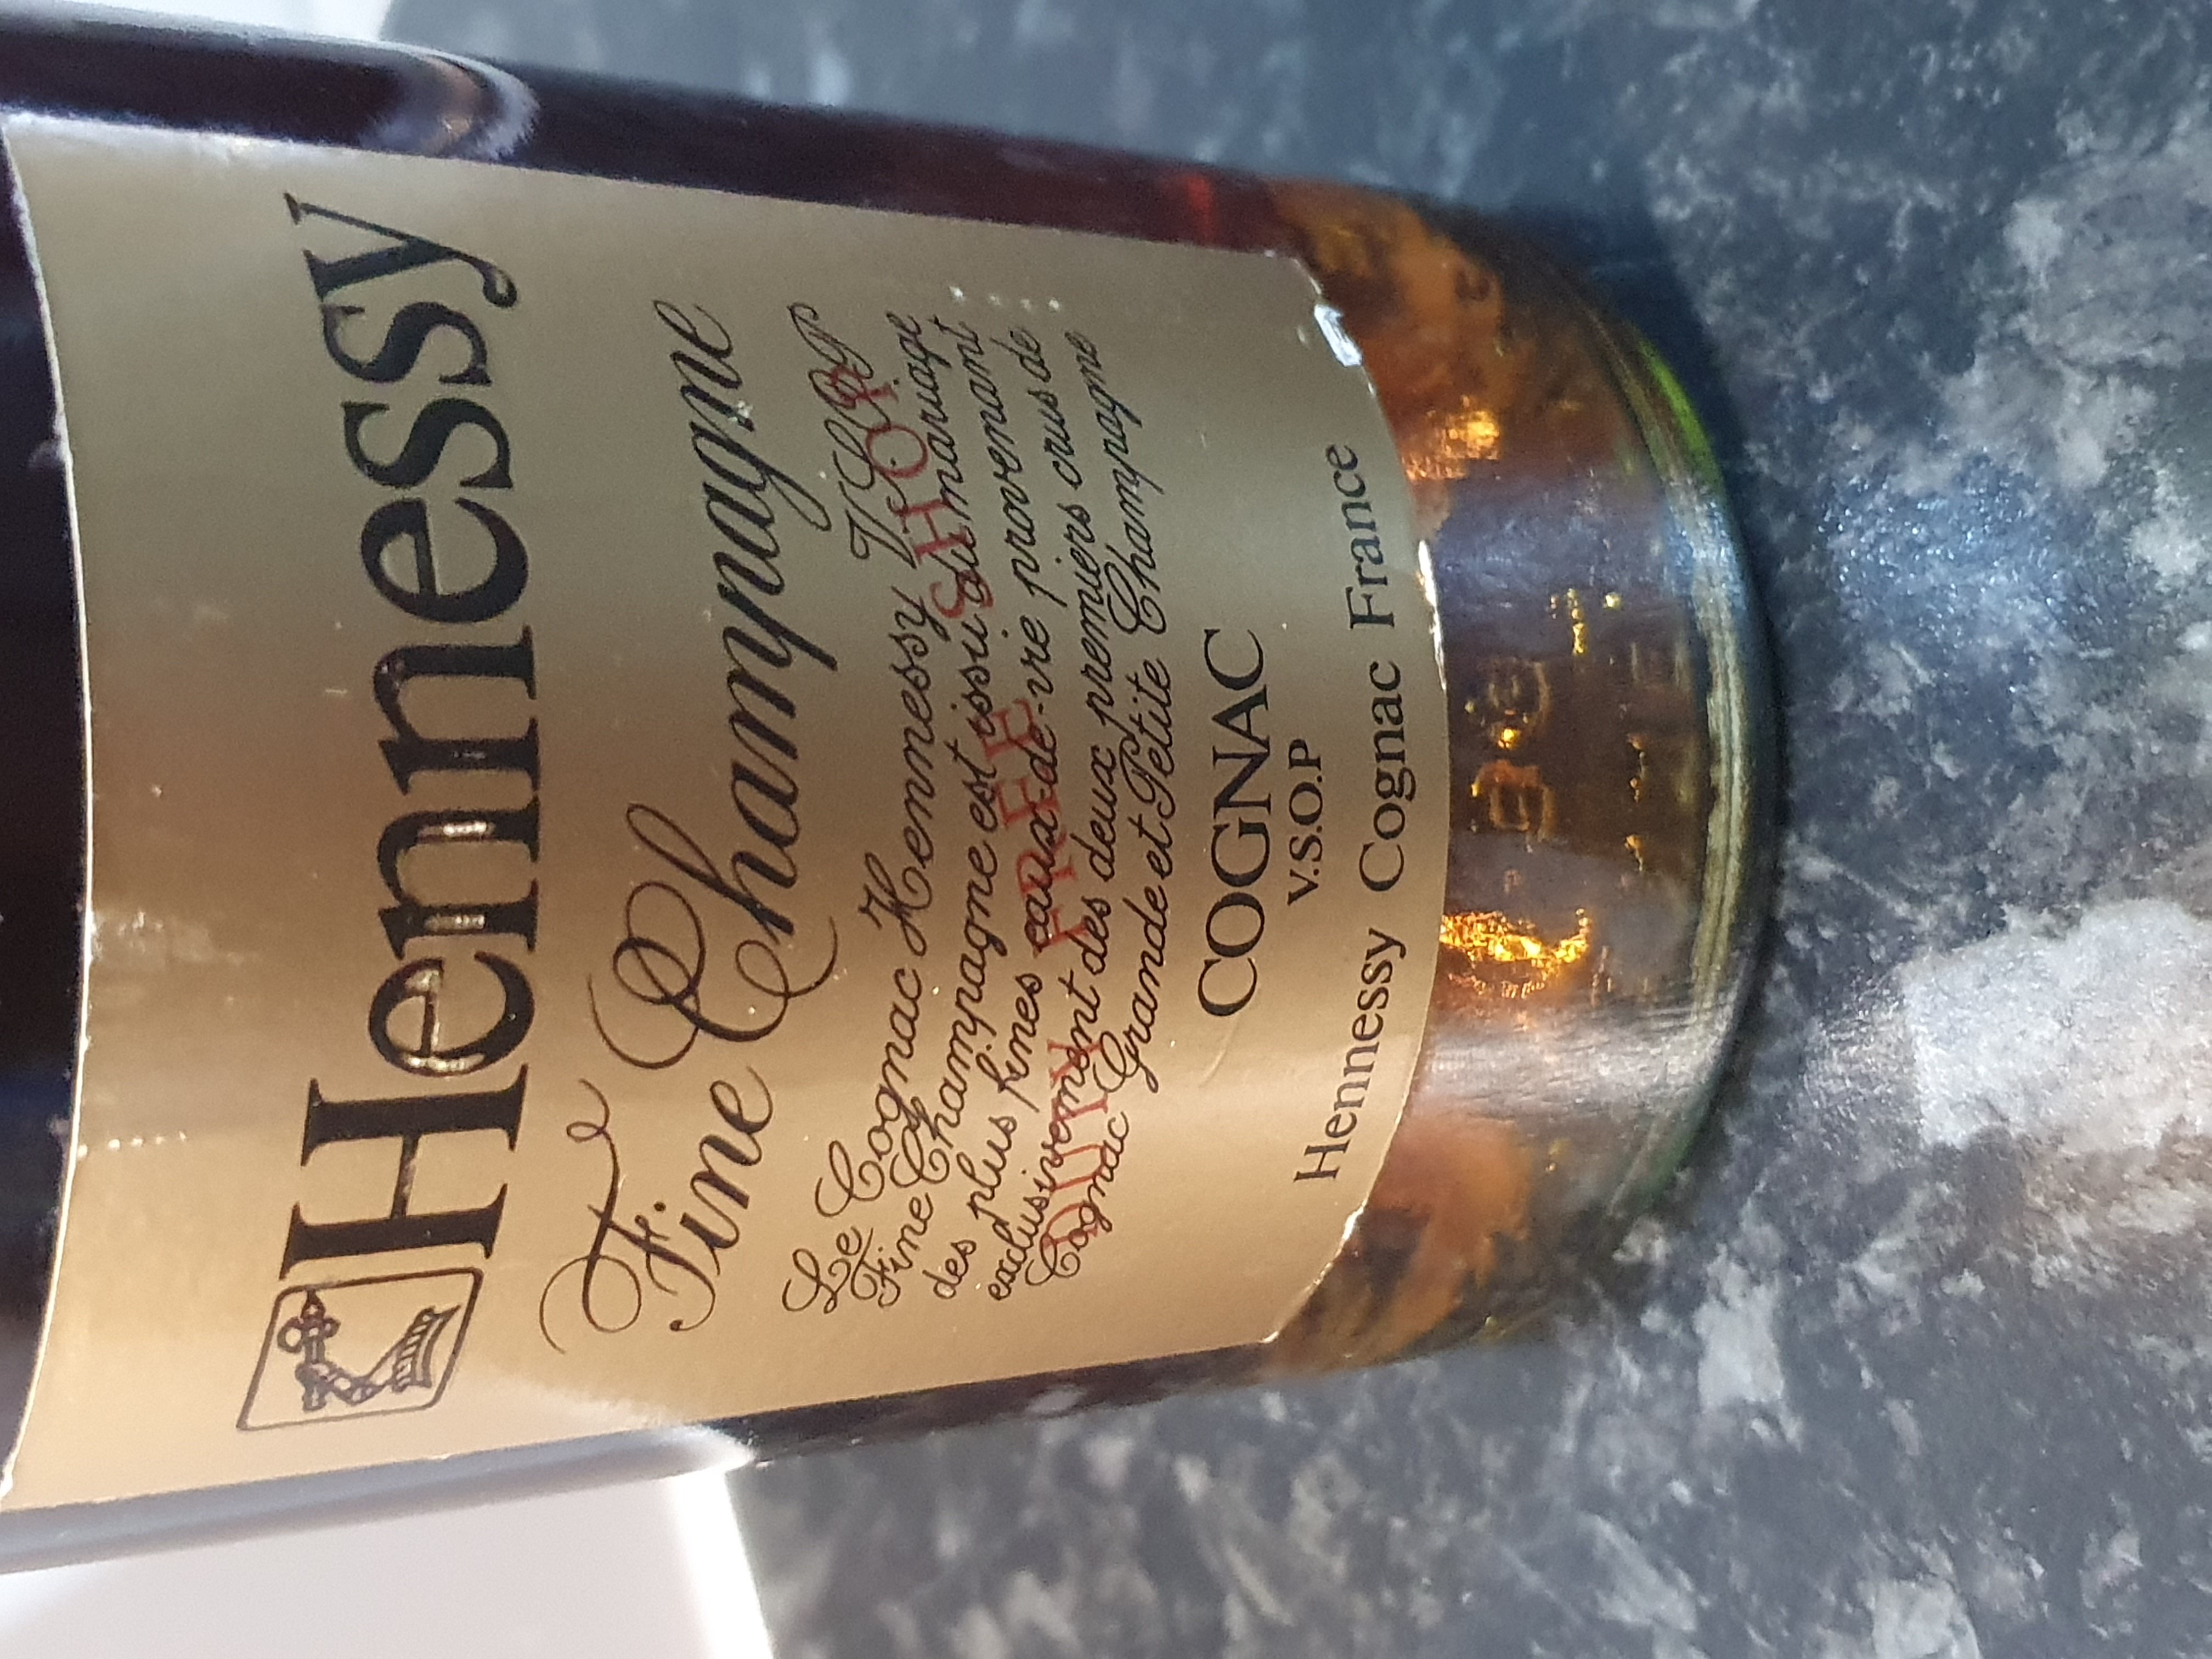 Hennessy
Fine Champagne
Le Cognac Hennessy V.S.O.P
Fine Champagne est issu du mariage
des plus fines eaux-de-vie provenant
exclusivement des deux premiers crus de
Cognac Grande et Petite Champagne
DUTY FREE SHOP
COGNAC
V.S.O.P
Hennessy Cognac France